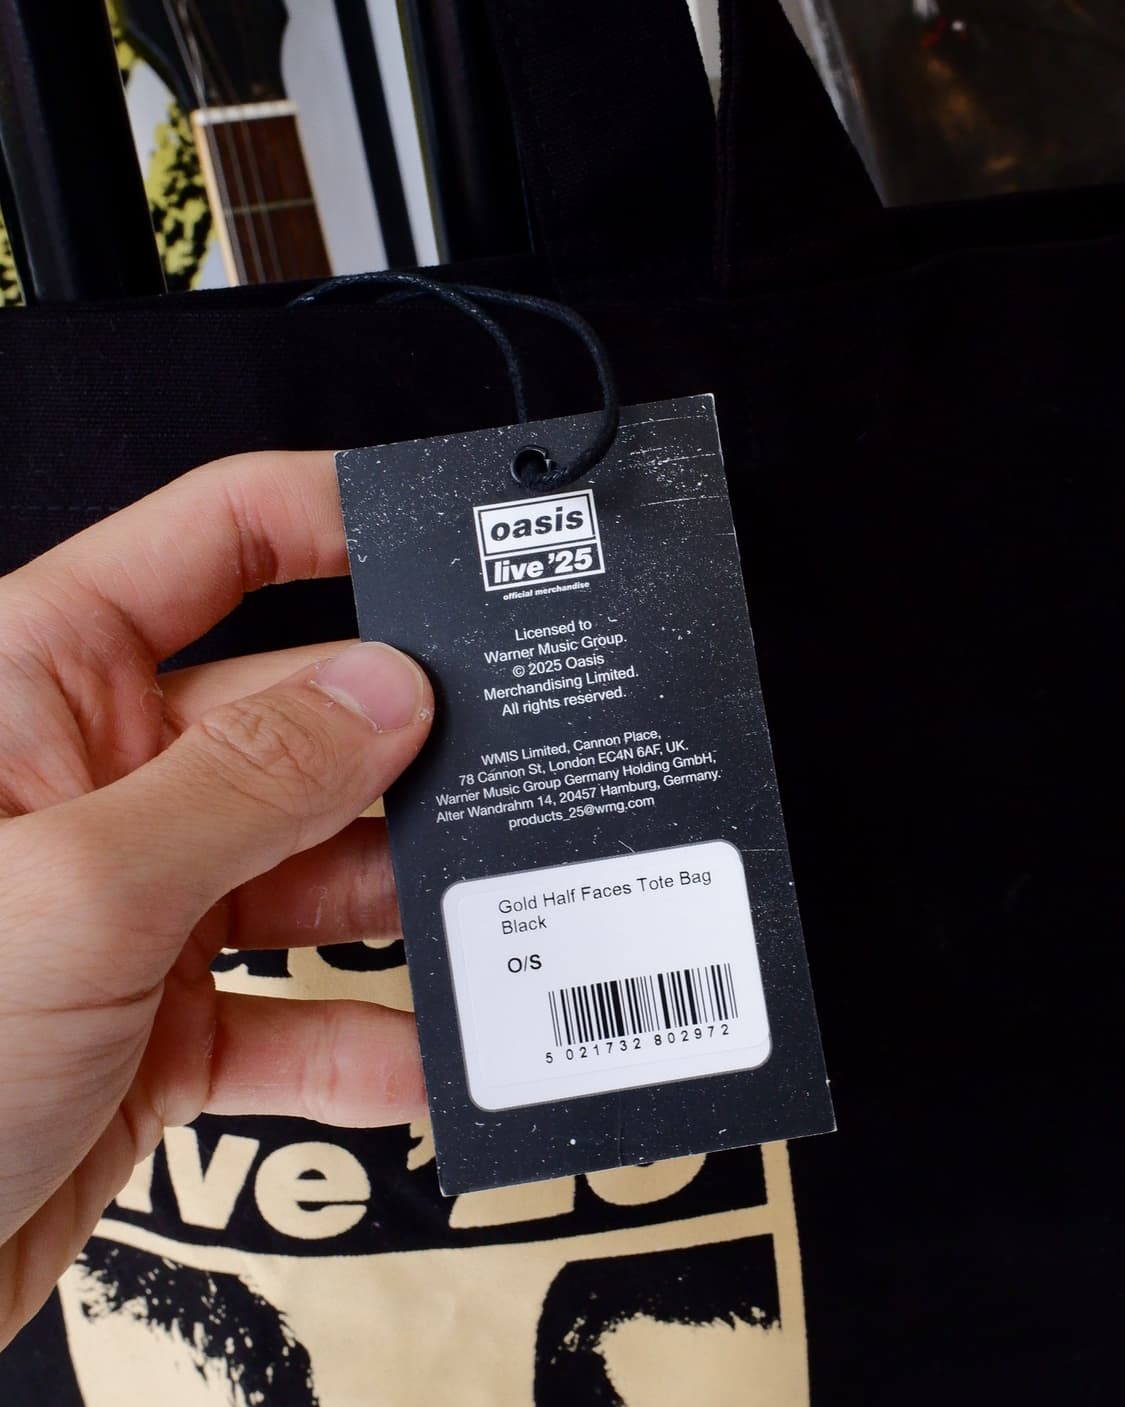 oasis
live '25
official merchandise
Licensed to
Warner Music Group.
© 2025 Oasis
Merchandising Limited.
All rights reserved.
WMIS Limited, Cannon Place,
78 Cannon St, London EC4N 6AF, UK.
Warner Music Group Germany Holding GmbH,
Alter Wandrahm 14, 20457 Hamburg, Germany.
products_25@wmg.com
Gold Half Faces Tote Bag
Black
O/S
5 021732 802972